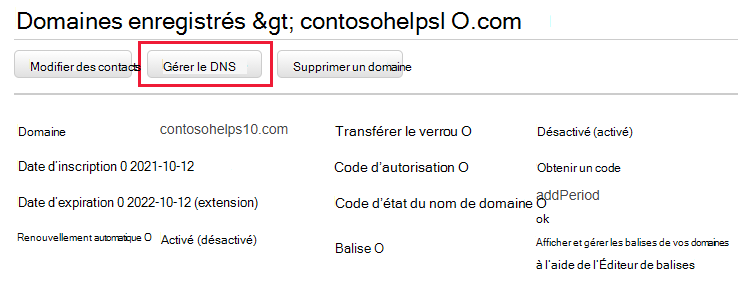 Domaines enregistrés &gt; contosohelpsl O.com
Modifier des contacts
Gérer le DNS
Supprimer un domaine
Domaine contosohelps10.com Transférer le verrou O Désactivé (activé)
Date d'inscription 0 2021-10-12 Code d'autorisation O Obtenir un code
Date d'expiration 0 2022-10-12 (extension) Code d'état du nom de domaine O addPeriod
ok
Renouvellement automatique O Activé (désactivé) Balise O Afficher et gérer les balises de vos domaines
à l'aide de l'Éditeur de balises